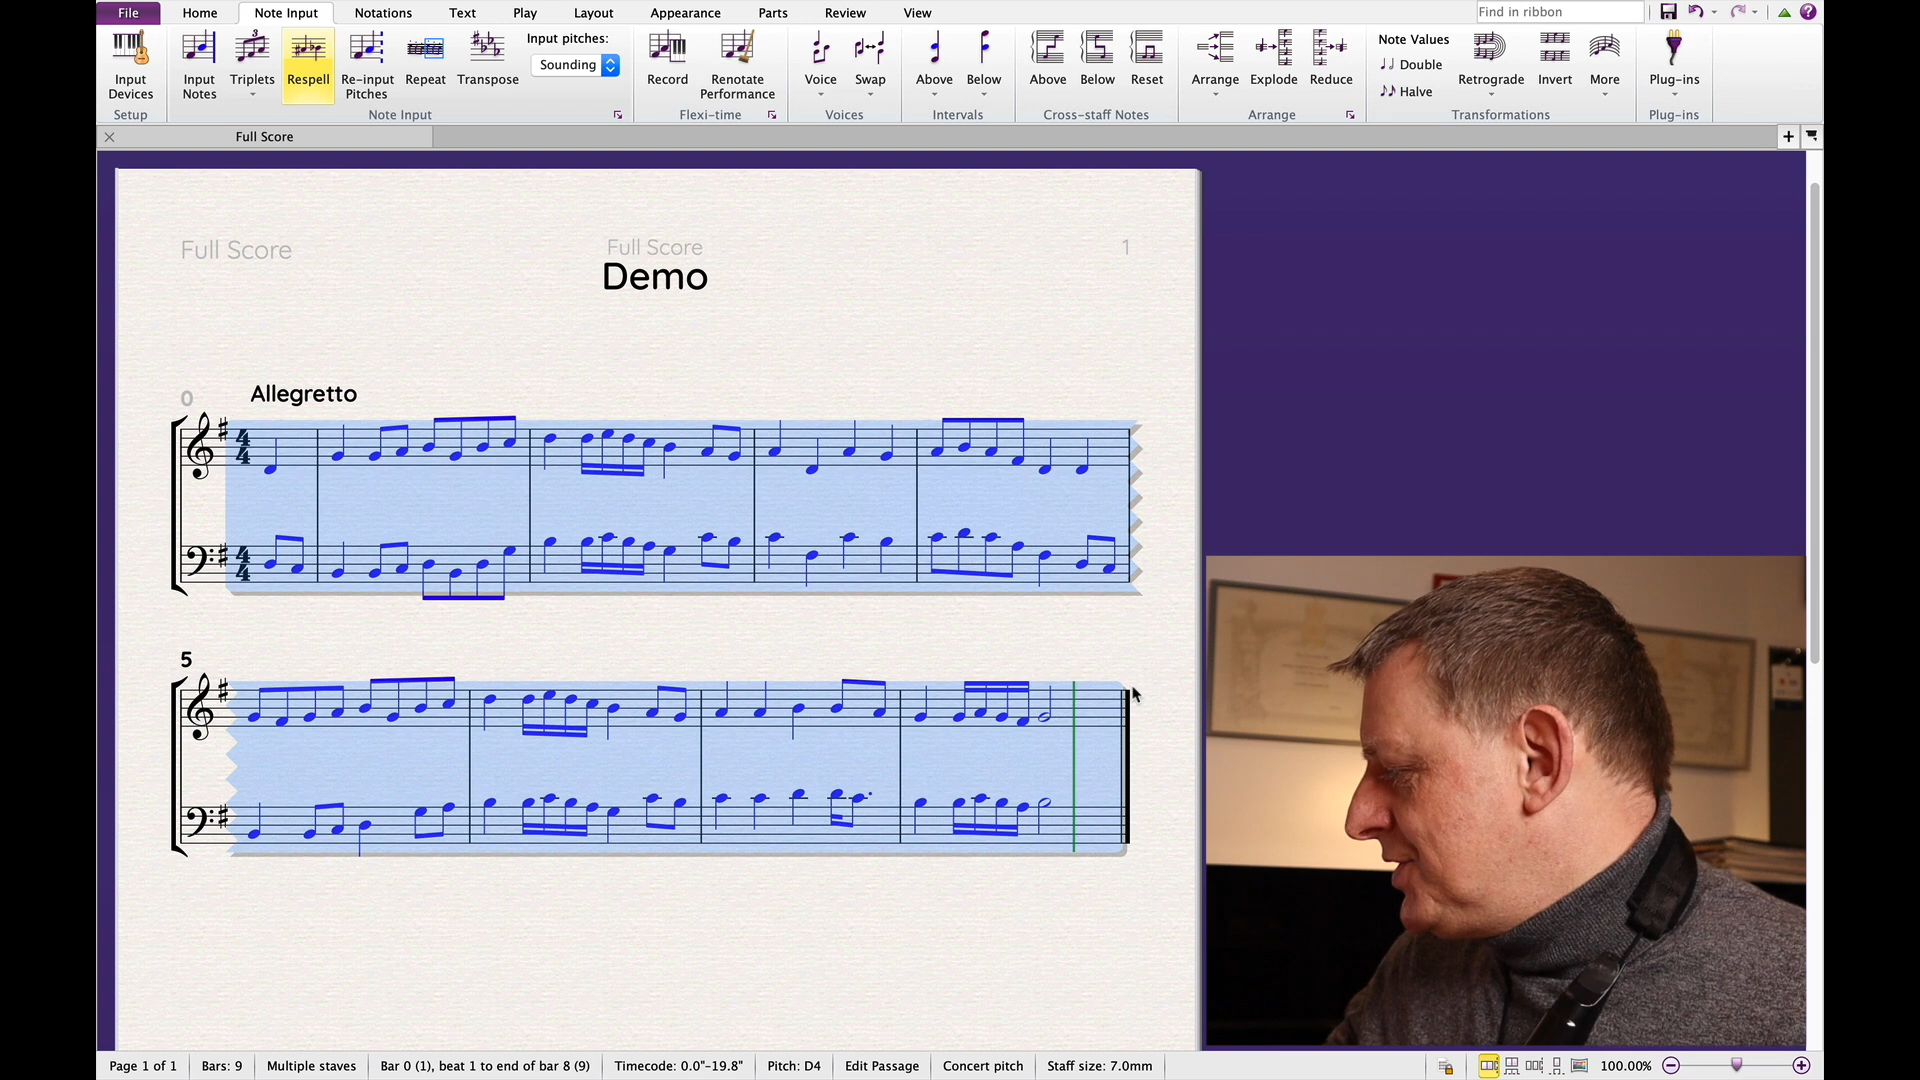 File Home Note Input Notations Text Play Layout Appearance Parts Review View Find in ribbon
Input Devices
Input Notes
Triplets
Respell
Re-input Pitches
Repeat
Transpose
Input pitches:
Sounding
Record
Renotate Performance
Voice
Swap
Above
Below
Above
Below
Reset
Arrange
Explode
Reduce
Note Values
Double
Halve
Retrograde
Invert
More
Plug-ins
Setup Note Input Flexi-time Voices Intervals Cross-staff Notes Arrange Transformations Plug-ins
Full Score
Full Score Full Score 1
Demo
0 Allegretto
4
4
4
4
5
Page 1 of 1 Bars: 9 Multiple staves Bar 0 (1), beat 1 to end of bar 8 (9) Timecode: 0.0"-19.8" Pitch: D4 Edit Passage Concert pitch Staff size: 7.0mm 100.00%